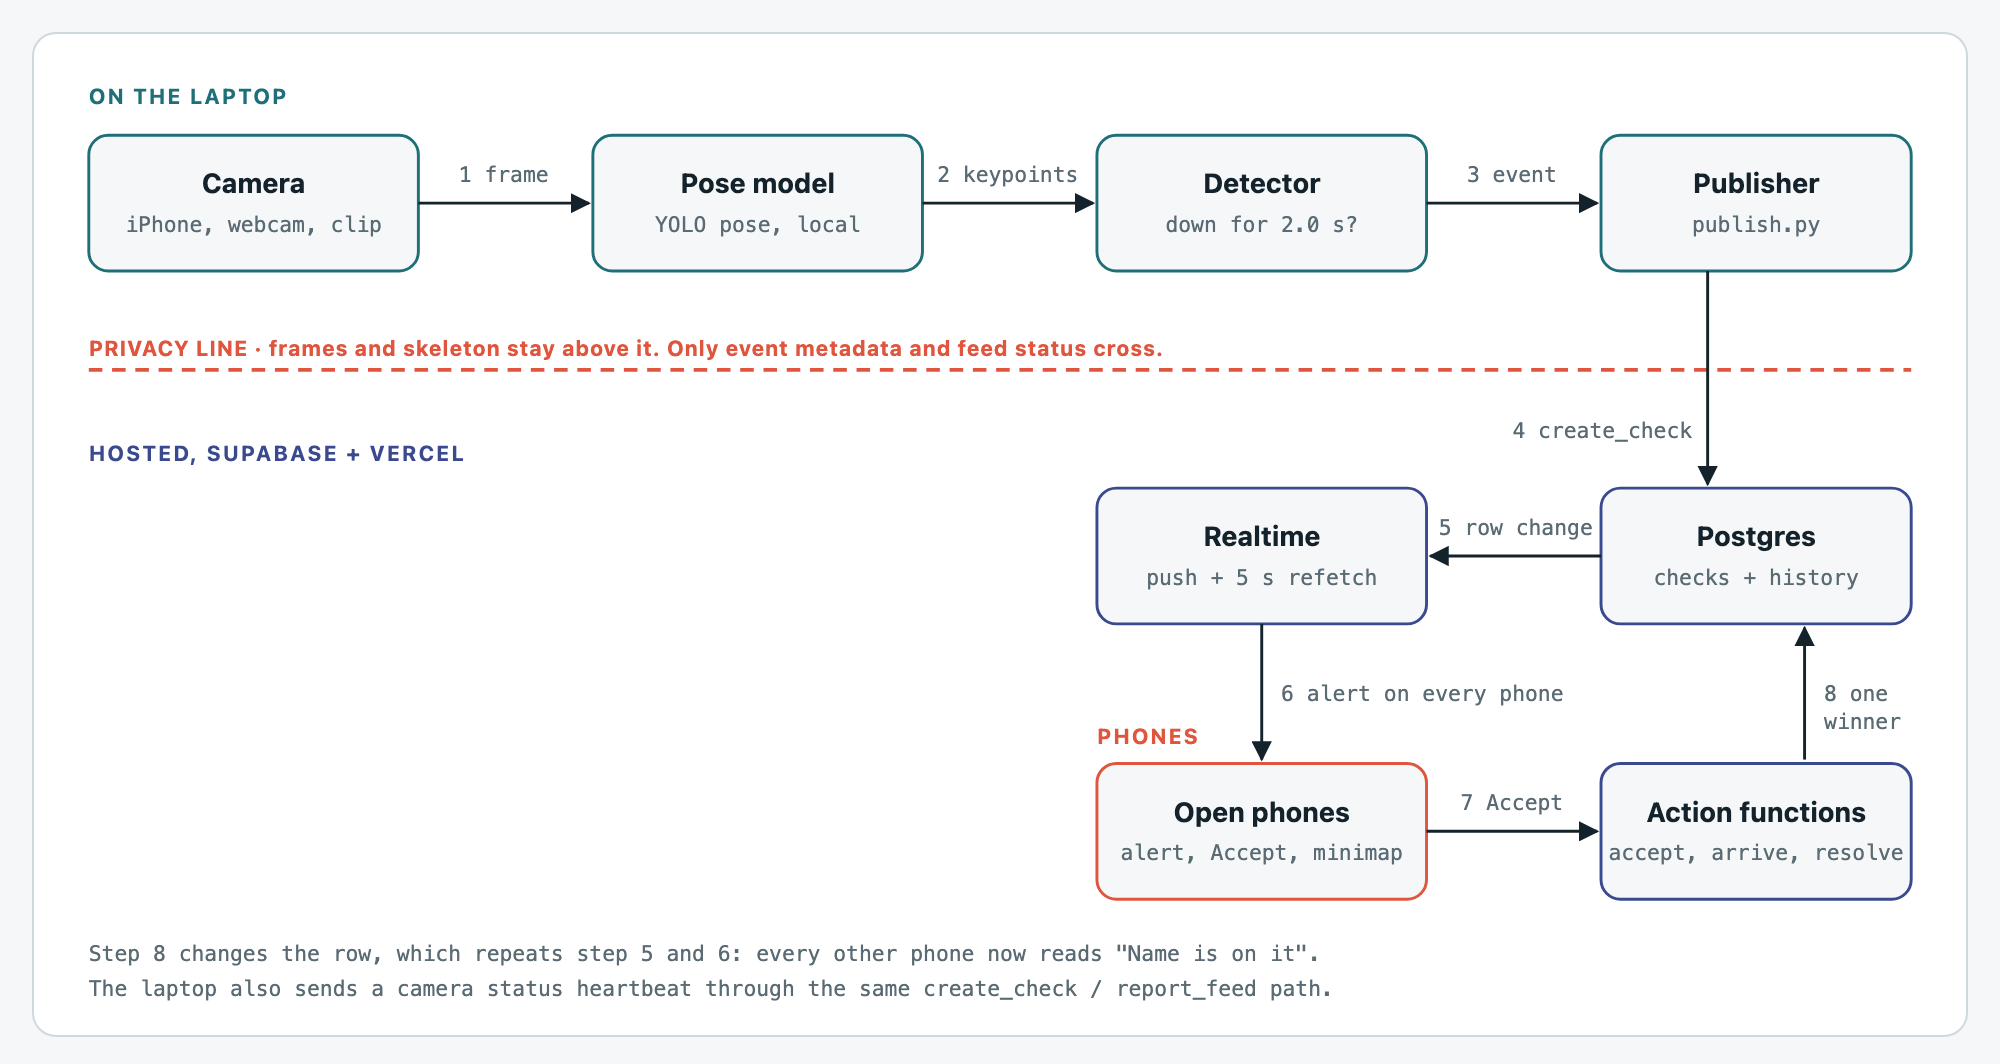 ON THE LAPTOP
Camera
iPhone, webcam, clip
1 frame
Pose model
YOLO pose, local
2 keypoints
Detector
down for 2.0 s?
3 event
Publisher
publish.py
PRIVACY LINE · frames and skeleton stay above it. Only event metadata and feed status cross.
4 create_check
HOSTED, SUPABASE + VERCEL
Realtime
push + 5 s refetch
5 row change
Postgres
checks + history
6 alert on every phone
8 one
winner
PHONES
Open phones
alert, Accept, minimap
7 Accept
Action functions
accept, arrive, resolve
Step 8 changes the row, which repeats step 5 and 6: every other phone now reads "Name is on it".
The laptop also sends a camera status heartbeat through the same create_check / report_feed path.